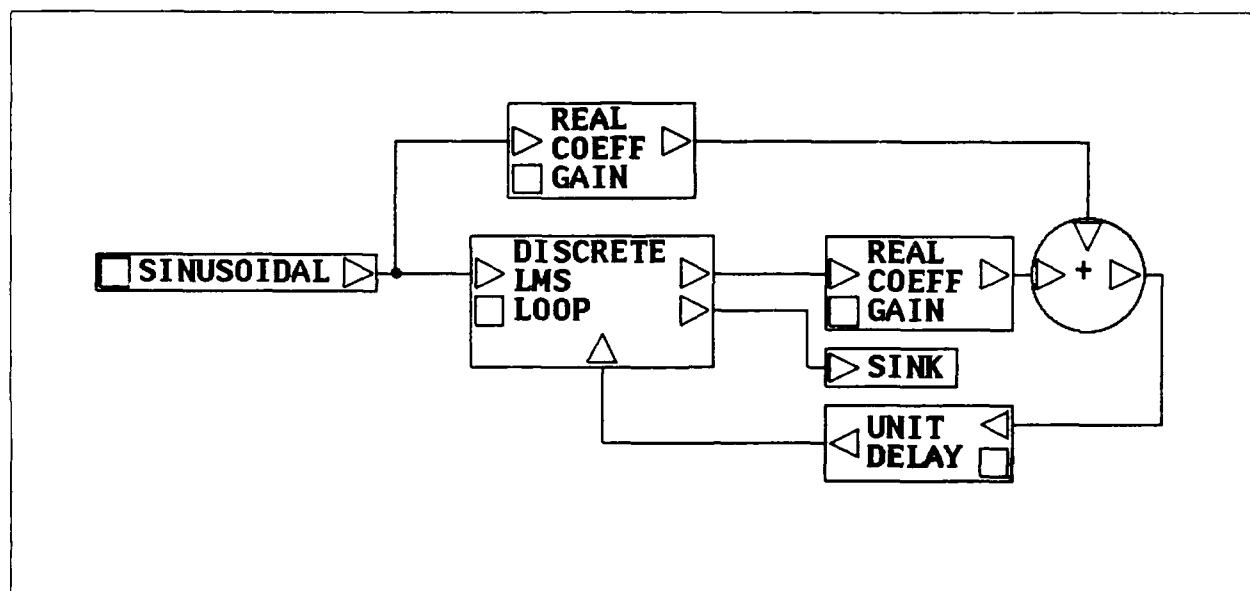 REAL
COEFF
GAIN
SINUSOIDAL
DISCRETE
LMS
LOOP
REAL
COEFF
GAIN
+
SINK
UNIT
DELAY